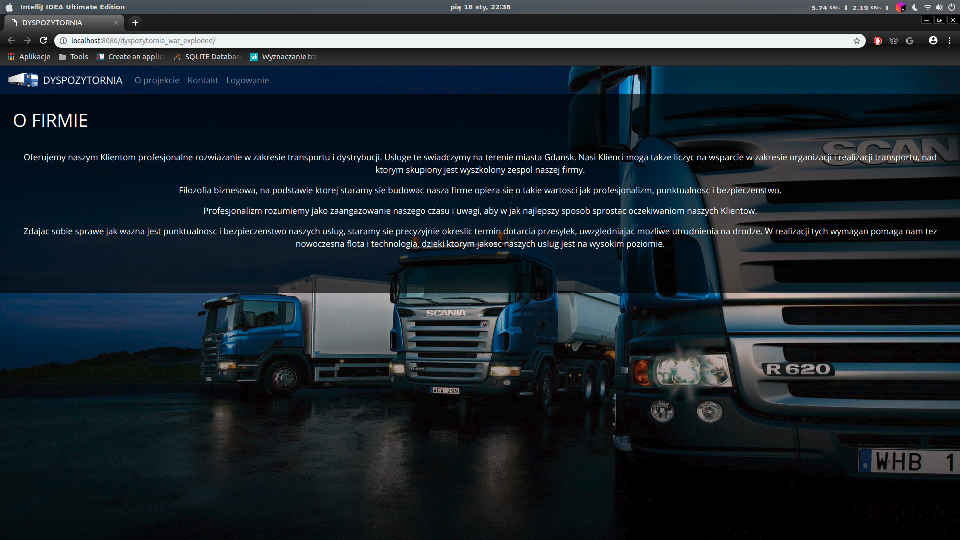 IntelliJ IDEA Ultimate Edition
pią 18 sty, 22:38
5.74 KB/s 2.19 KB/s
DYSPOZYTORNIA
localhost:8080/dyspozytornia_war_exploded/
Aplikacje Tools Create an applic SQLITE Databas Wyznaczanie tra
DYSPOZYTORNIA O projekcie Kontakt Logowanie
O FIRMIE
Oferujemy naszym Klientom profesjonalne rozwiazanie w zakresie transportu i dystrybucji. Usluge te swiadczymy na terenie miasta Gdansk. Nasi Klienci moga takze liczyc na wsparcie w zakresie organizacji i realizacji transportu, nad
ktorym skupiony jest wyszkolony zespol naszej firmy.
Filozofia biznesowa, na podstawie ktorej staramy sie budowac nasza firme opiera sie o takie wartosci jak profesjonalizm, punktualnosc i bezpieczenstwo.
Profesjonalizm rozumiemy jako zaangazowanie naszego czasu i uwagi, aby w jak najlepszy sposob sprostac oczekiwaniom naszych Klientow.
Zdajac sobie sprawe jak wazna jest punktualnosc i bezpieczenstwo naszych uslug, staramy sie precyzyjnie okreslic termin dotarcia przesylek, uwzgledniajac mozliwe utrudnienia na drodze. W realizacji tych wymagan pomaga nam tez
nowoczesna flota i technologia, dzieki ktorym jakosc naszych uslug jest na wysokim poziomie.
SCANIA
SCANIA
R 620
WHB 1